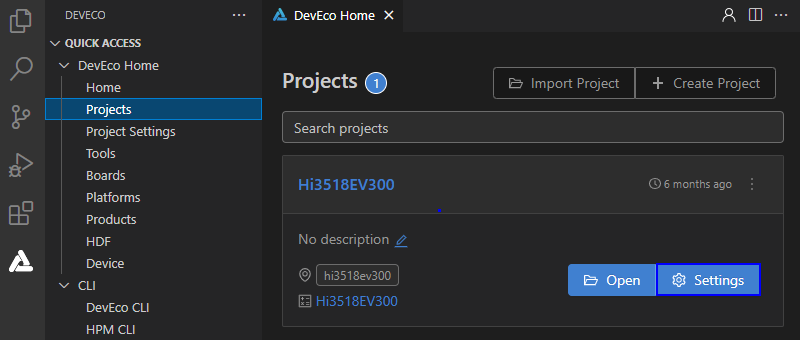 DEVECO
QUICK ACCESS
DevEco Home
Home
Projects
Project Settings
Tools
Boards
Platforms
Products
HDF
Device
CLI
DevEco CLI
HPM CLI
DevEco Home
Projects 1
Import Project
Create Project
Search projects
Hi3518EV300
6 months ago
No description
hi3518ev300
Hi3518EV300
Open
Settings